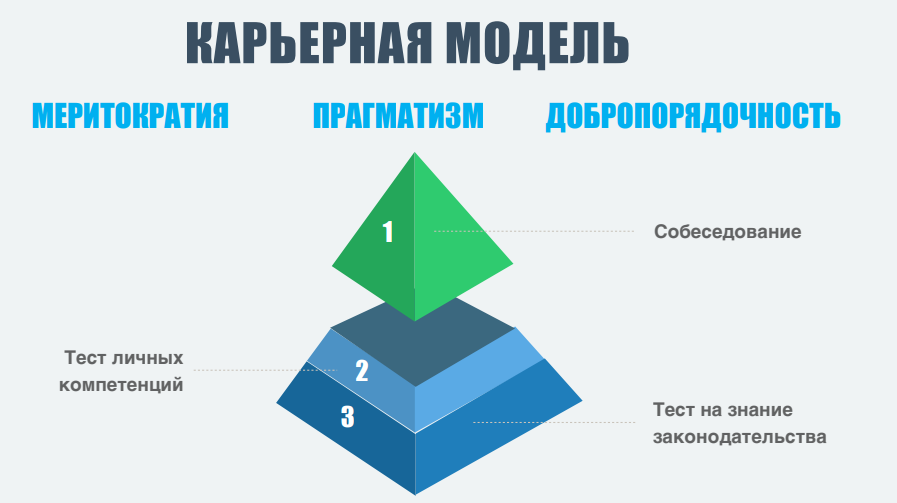 КАРЬЕРНАЯ МОДЕЛЬ
МЕРИТОКРАТИЯ
ПРАГМАТИЗМ
ДОБРОПОРЯДОЧНОСТЬ
1
Собеседование
Тест личных
компетенций
2
3
Тест на знание
законодательства